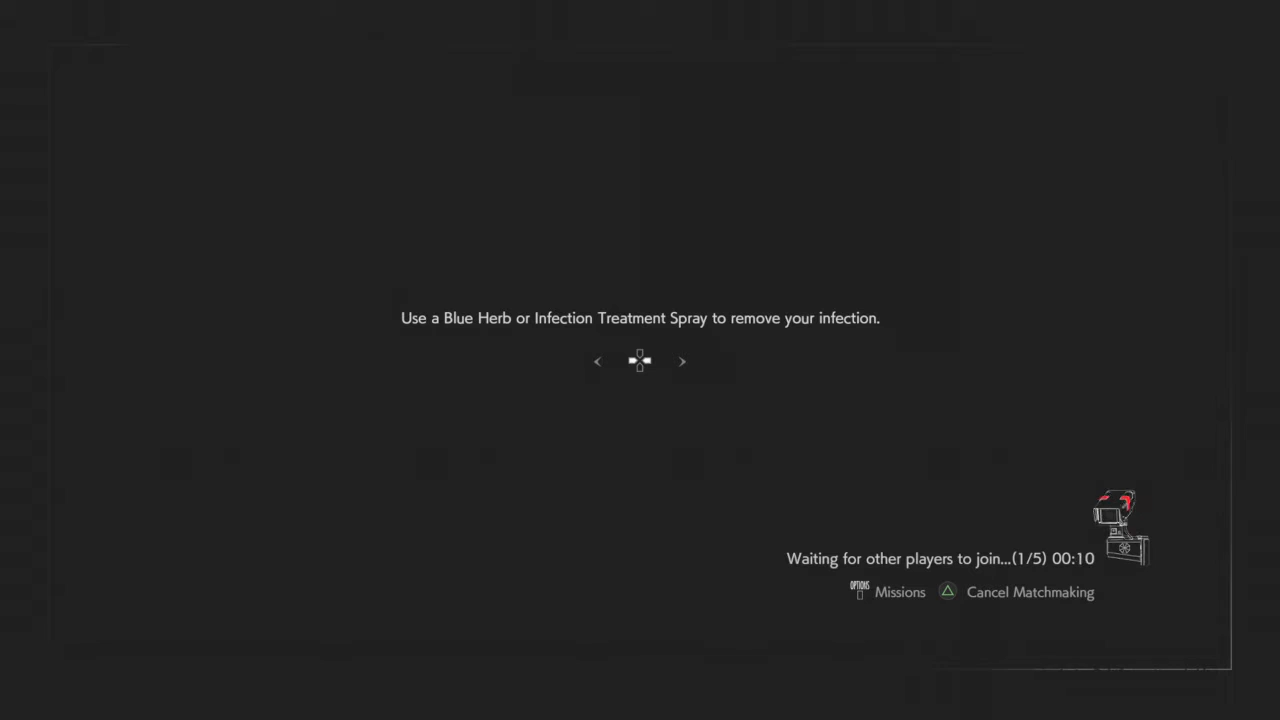 Use a Blue Herb or Infection Treatment Spray to remove your infection.
Waiting for other players to join...(1/5) 00:10
OPTIONS Missions Cancel Matchmaking